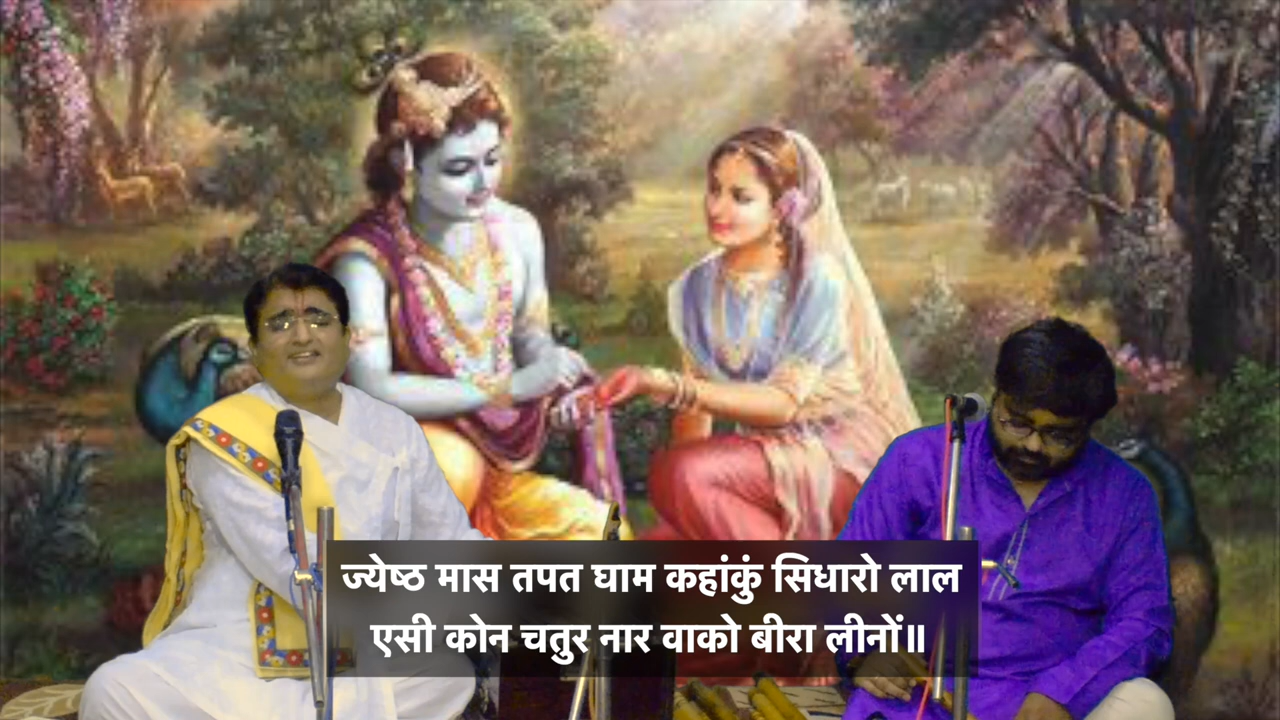 ज्येष्ठ मास तपत घाम कहांकुं सिधारो लाल
एसी कोन चतुर नार वाको बीरा लीनों॥